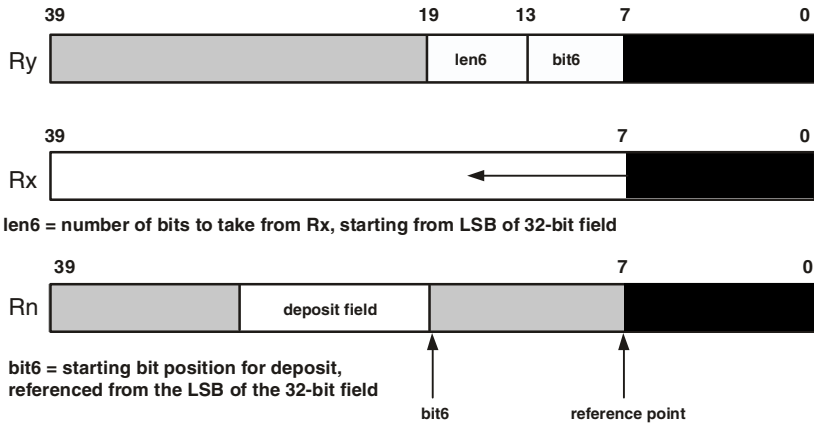 39 19 13 7 0
Ry len6 bit6
39 7 0
Rx
len6 = number of bits to take from Rx, starting from LSB of 32-bit field
39 7 0
Rn deposit field
bit6 = starting bit position for deposit,
referenced from the LSB of the 32-bit field
bit6 reference point